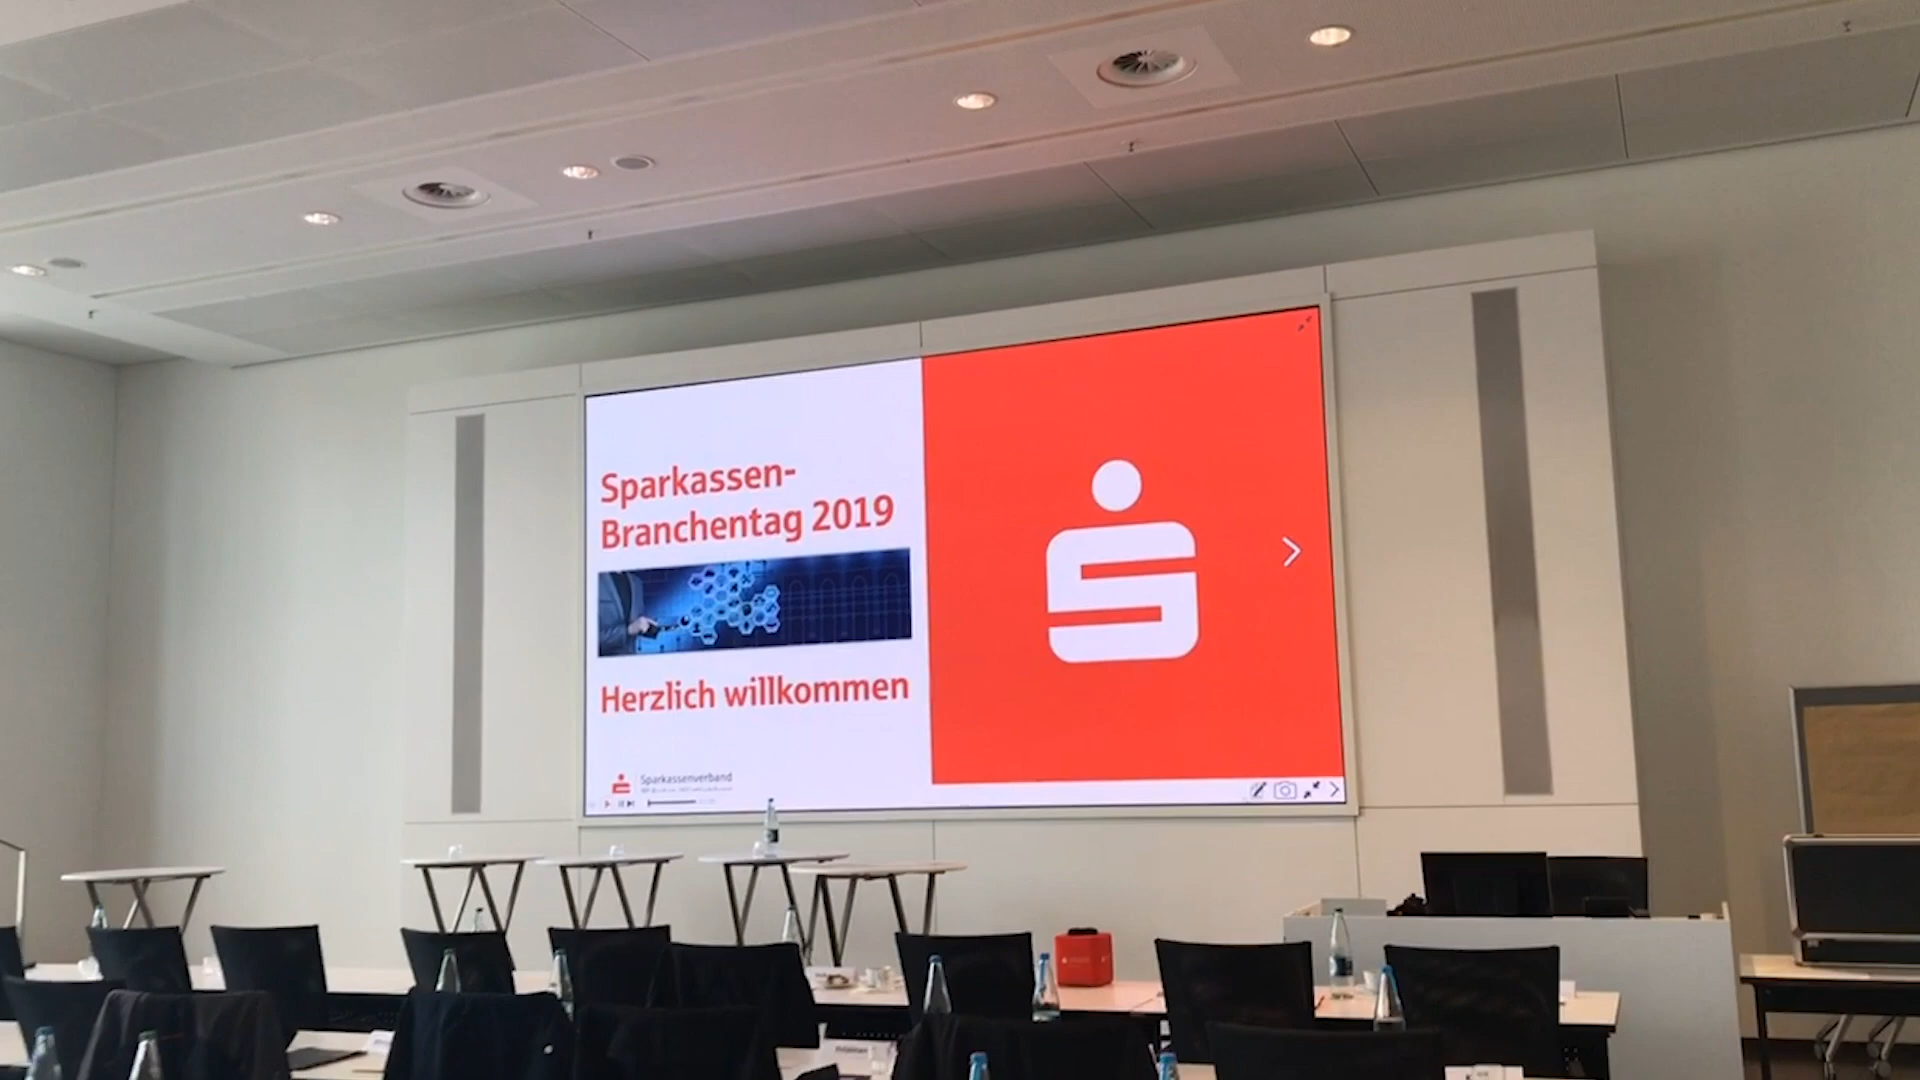 Sparkassen-
Branchentag 2019
Herzlich willkommen
Sparkassenverband